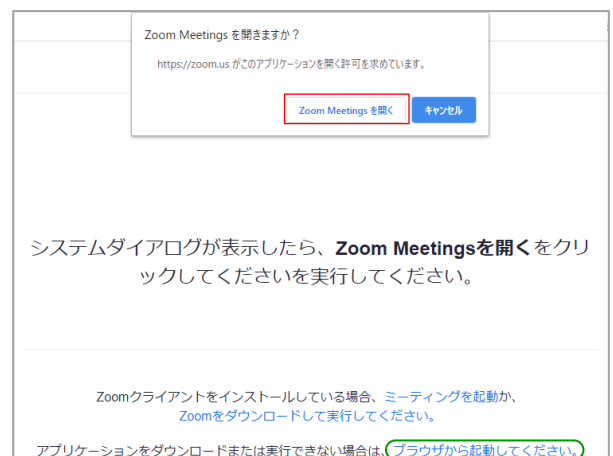 Zoom Meetings を開きますか？
https://zoom.us がこのアプリケーションを開く許可を求めています。
Zoom Meetings を開く キャンセル
システムダイアログが表示したら、Zoom Meetingsを開くをクリ
ックしてくださいを実行してください。
Zoomクライアントをインストールしている場合、ミーティングを起動か、
Zoomをダウンロードして実行してください。
アプリケーションをダウンロードまたは実行できない場合は、ブラウザから起動してください。